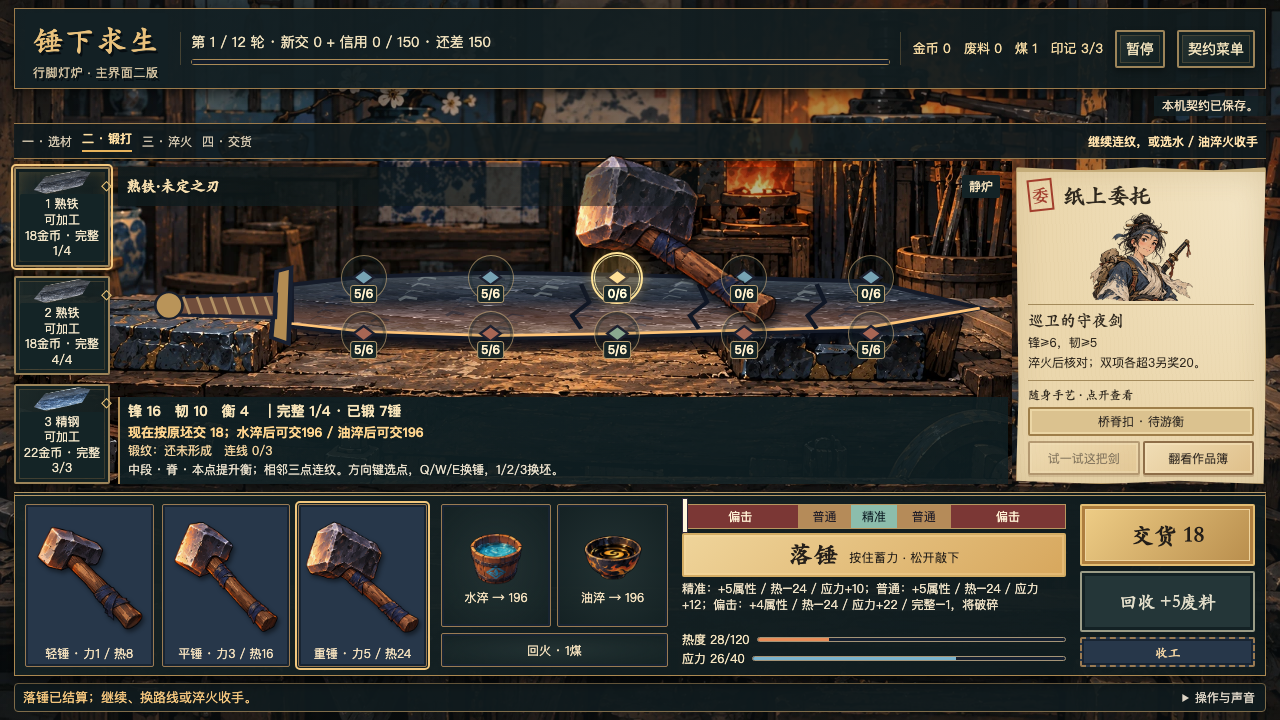 锤下求生
行脚灯炉 · 主界面二版
第 1 / 12 轮 · 新交 0 + 信用 0 / 150 · 还差 150
金币 0 废料 0 煤 1 印记 3/3
暂停
契约菜单
本机契约已保存。
一 · 选材 二 · 锻打 三 · 淬火 四 · 交货
继续连纹，或选水 / 油淬火收手
1 熟铁
可加工
18金币 · 完整
1/4
2 熟铁
可加工
18金币 · 完整
4/4
3 精钢
可加工
22金币 · 完整
3/3
熟铁·未定之刃
静炉
5/6 5/6 0/6 0/6 0/6
5/6 5/6 5/6 5/6 5/6
锋 16 韧 10 衡 4 ｜完整 1/4 · 已锻 7锤
现在按原坯交 18；水淬后可交196 / 油淬后可交196
锻纹：还未形成 连线 0/3
中段 · 脊 · 本点提升衡；相邻三点连纹。方向键选点，Q/W/E换锤，1/2/3换坯。
委
纸上委托
巡卫的守夜剑
锋≥6，韧≥5
淬火后核对；双项各超3另奖20。
随身手艺 · 点开查看
桥脊扣 · 待游衡
试一试这把剑
翻看作品簿
轻锤 · 力1 / 热8
平锤 · 力3 / 热16
重锤 · 力5 / 热24
水淬 → 196
油淬 → 196
回火 · 1煤
偏击 普通 精准 普通 偏击
落锤 按住蓄力 · 松开敲下
精准：+5属性 / 热−24 / 应力+10；普通：+5属性 / 热−24 / 应力
+12；偏击：+4属性 / 热−24 / 应力+22 / 完整−1，将破碎
热度 28/120
应力 26/40
交货 18
回收 +5废料
收工
落锤已结算；继续、换路线或淬火收手。
▶ 操作与声音